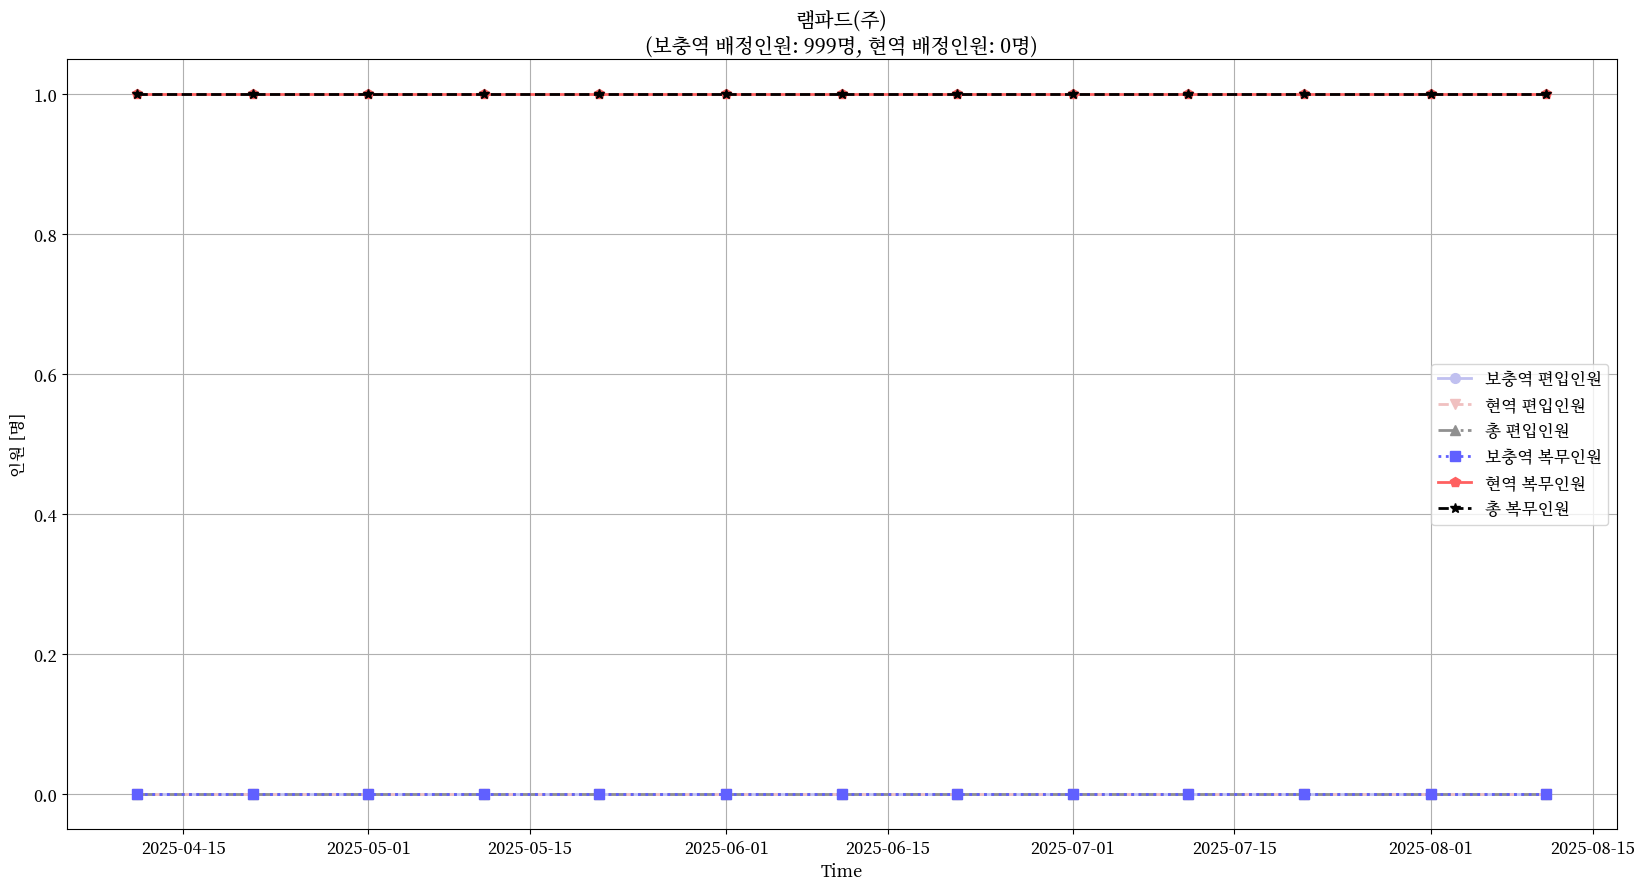 램파드(주)
(보충역 배정인원: 999명, 현역 배정인원: 0명)
인원 [명]
1.0
0.8
0.6
0.4
0.2
0.0
보충역 편입인원
현역 편입인원
총 편입인원
보충역 복무인원
현역 복무인원
총 복무인원
2025-04-15 2025-05-01 2025-05-15 2025-06-01 2025-06-15 2025-07-01 2025-07-15 2025-08-01 2025-08-15
Time